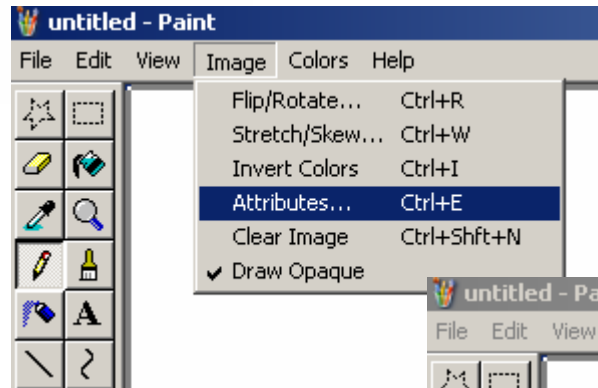 untitled - Paint
File Edit View Image Colors Help
Flip/Rotate... Ctrl+R
Stretch/Skew... Ctrl+W
Invert Colors Ctrl+I
Attributes... Ctrl+E
Clear Image Ctrl+Shft+N
Draw Opaque
A
untitled - Pa
File Edit View